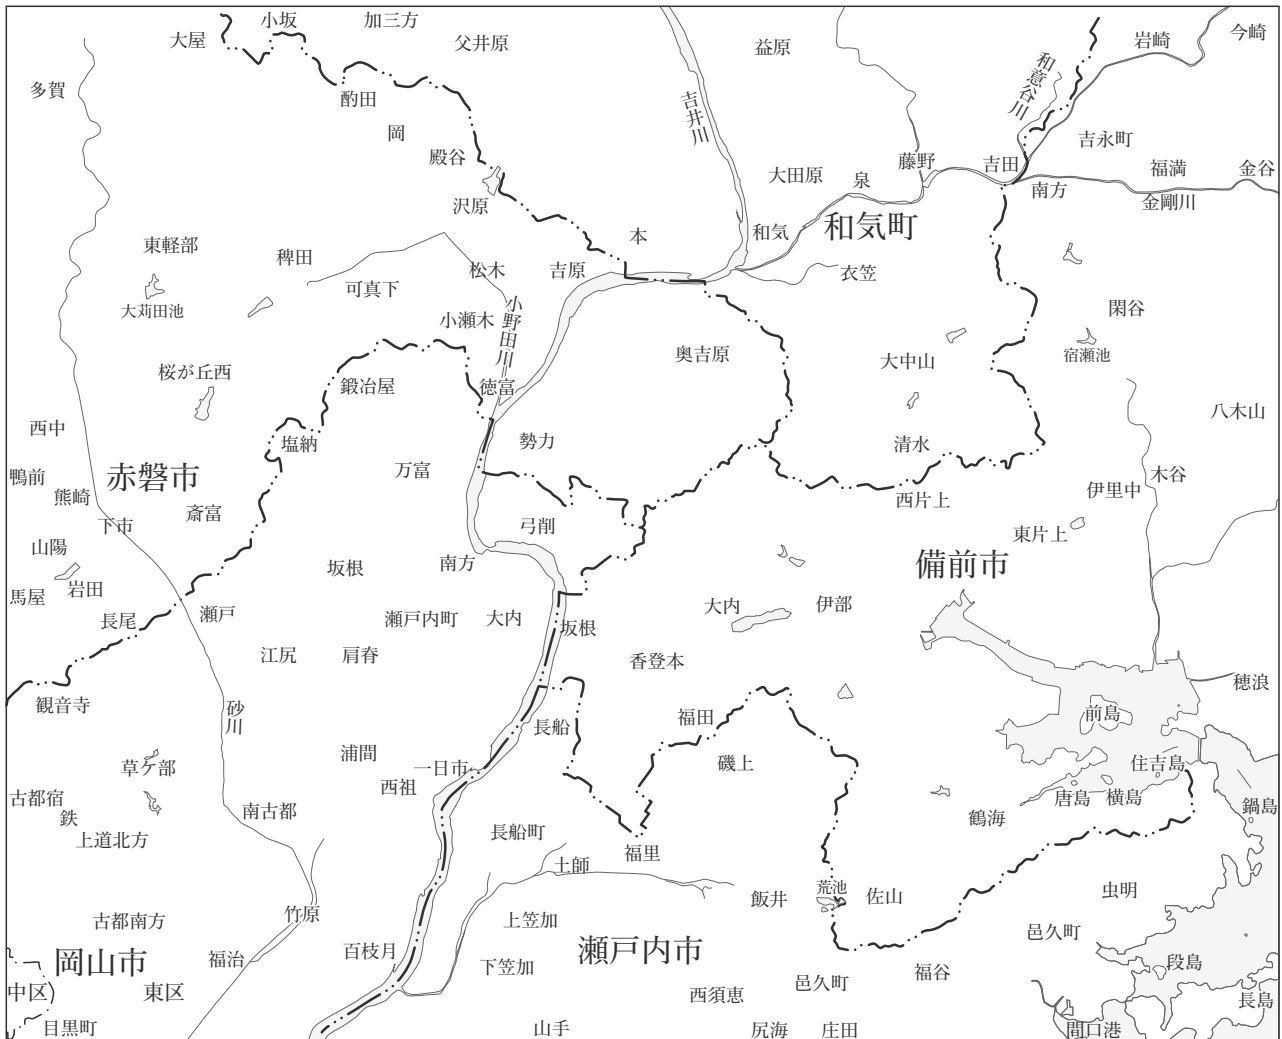 小坂
加三方
大屋
父井原
益原
岩崎
今崎
多賀
酌田
和意谷川
吉井川
岡
殿谷
吉永町
藤野
吉田
福満
金谷
大田原
泉
南方
金剛川
沢原
和気町
本
和気
東軽部
稗田
松木
吉原
衣笠
可真下
大苅田池
小野田川
小瀬木
閑谷
宿瀬池
奥吉原
大中山
桜が丘西
鍛冶屋
徳富
八木山
西中
塩納
勢力
清水
鴨前
赤磐市
万富
木谷
熊崎
伊里中
西片上
斎富
下市
弓削
東片上
山陽
坂根
南方
備前市
岩田
馬屋
長尾
瀬戸
瀬戸内町
大内
坂根
大内
伊部
江尻
肩脊
香登本
穂浪
観音寺
砂川
長船
福田
前島
浦間
一日市
磯上
住吉島
草ケ部
西祖
古都宿
鉄
南古都
唐島
横島
鍋島
鶴海
上道北方
長船町
福里
土師
荒池
佐山
虫明
飯井
竹原
古都南方
上笠加
邑久町
岡山市
福治
百枝月
瀬戸内市
下笠加
福谷
段島
中区
東区
西須恵
邑久町
長島
目黒町
山手
尻海
庄田
間口港